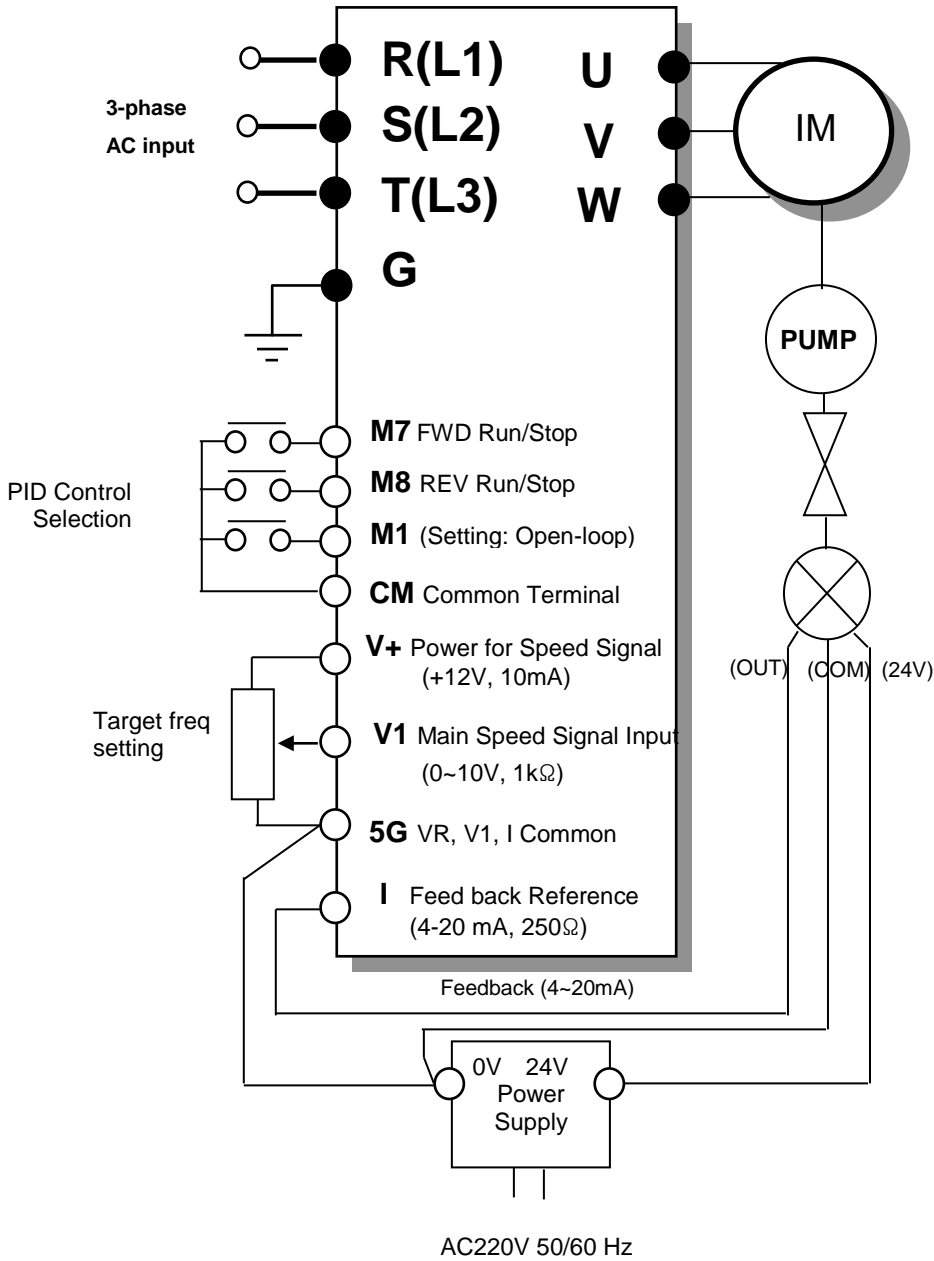 R(L1)
U
3-phase
AC input
S(L2)
V
IM
T(L3)
W
G
PUMP
PID Control
Selection
M7 FWD Run/Stop
M8 REV Run/Stop
M1 (Setting: Open-loop)
CM Common Terminal
V+ Power for Speed Signal
(+12V, 10mA)
(OUT) (COM) (24V)
Target freq
setting
V1 Main Speed Signal Input
(0~10V, 1kΩ)
5G VR, V1, I Common
I Feed back Reference
(4-20 mA, 250Ω)
Feedback (4~20mA)
0V 24V
Power
Supply
AC220V 50/60 Hz